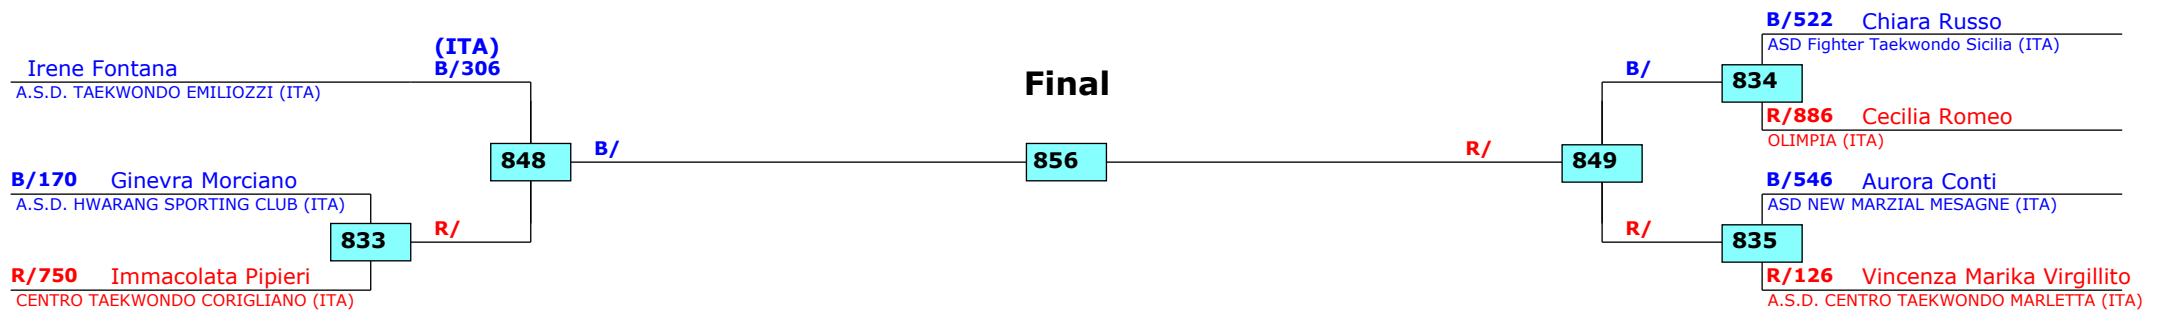 (ITA)
Irene Fontana B/306
A.S.D. TAEKWONDO EMILIOZZI (ITA)
848 B/
B/170 Ginevra Morciano
A.S.D. HWARANG SPORTING CLUB (ITA)
833 R/
R/750 Immacolata Pipieri
CENTRO TAEKWONDO CORIGLIANO (ITA)
Final
856
B/522 Chiara Russo
ASD Fighter Taekwondo Sicilia (ITA)
B/ 834
R/886 Cecilia Romeo
OLIMPIA (ITA)
R/ 849
B/546 Aurora Conti
ASD NEW MARZIAL MESAGNE (ITA)
R/ 835
R/126 Vincenza Marika Virgillito
A.S.D. CENTRO TAEKWONDO MARLETTA (ITA)